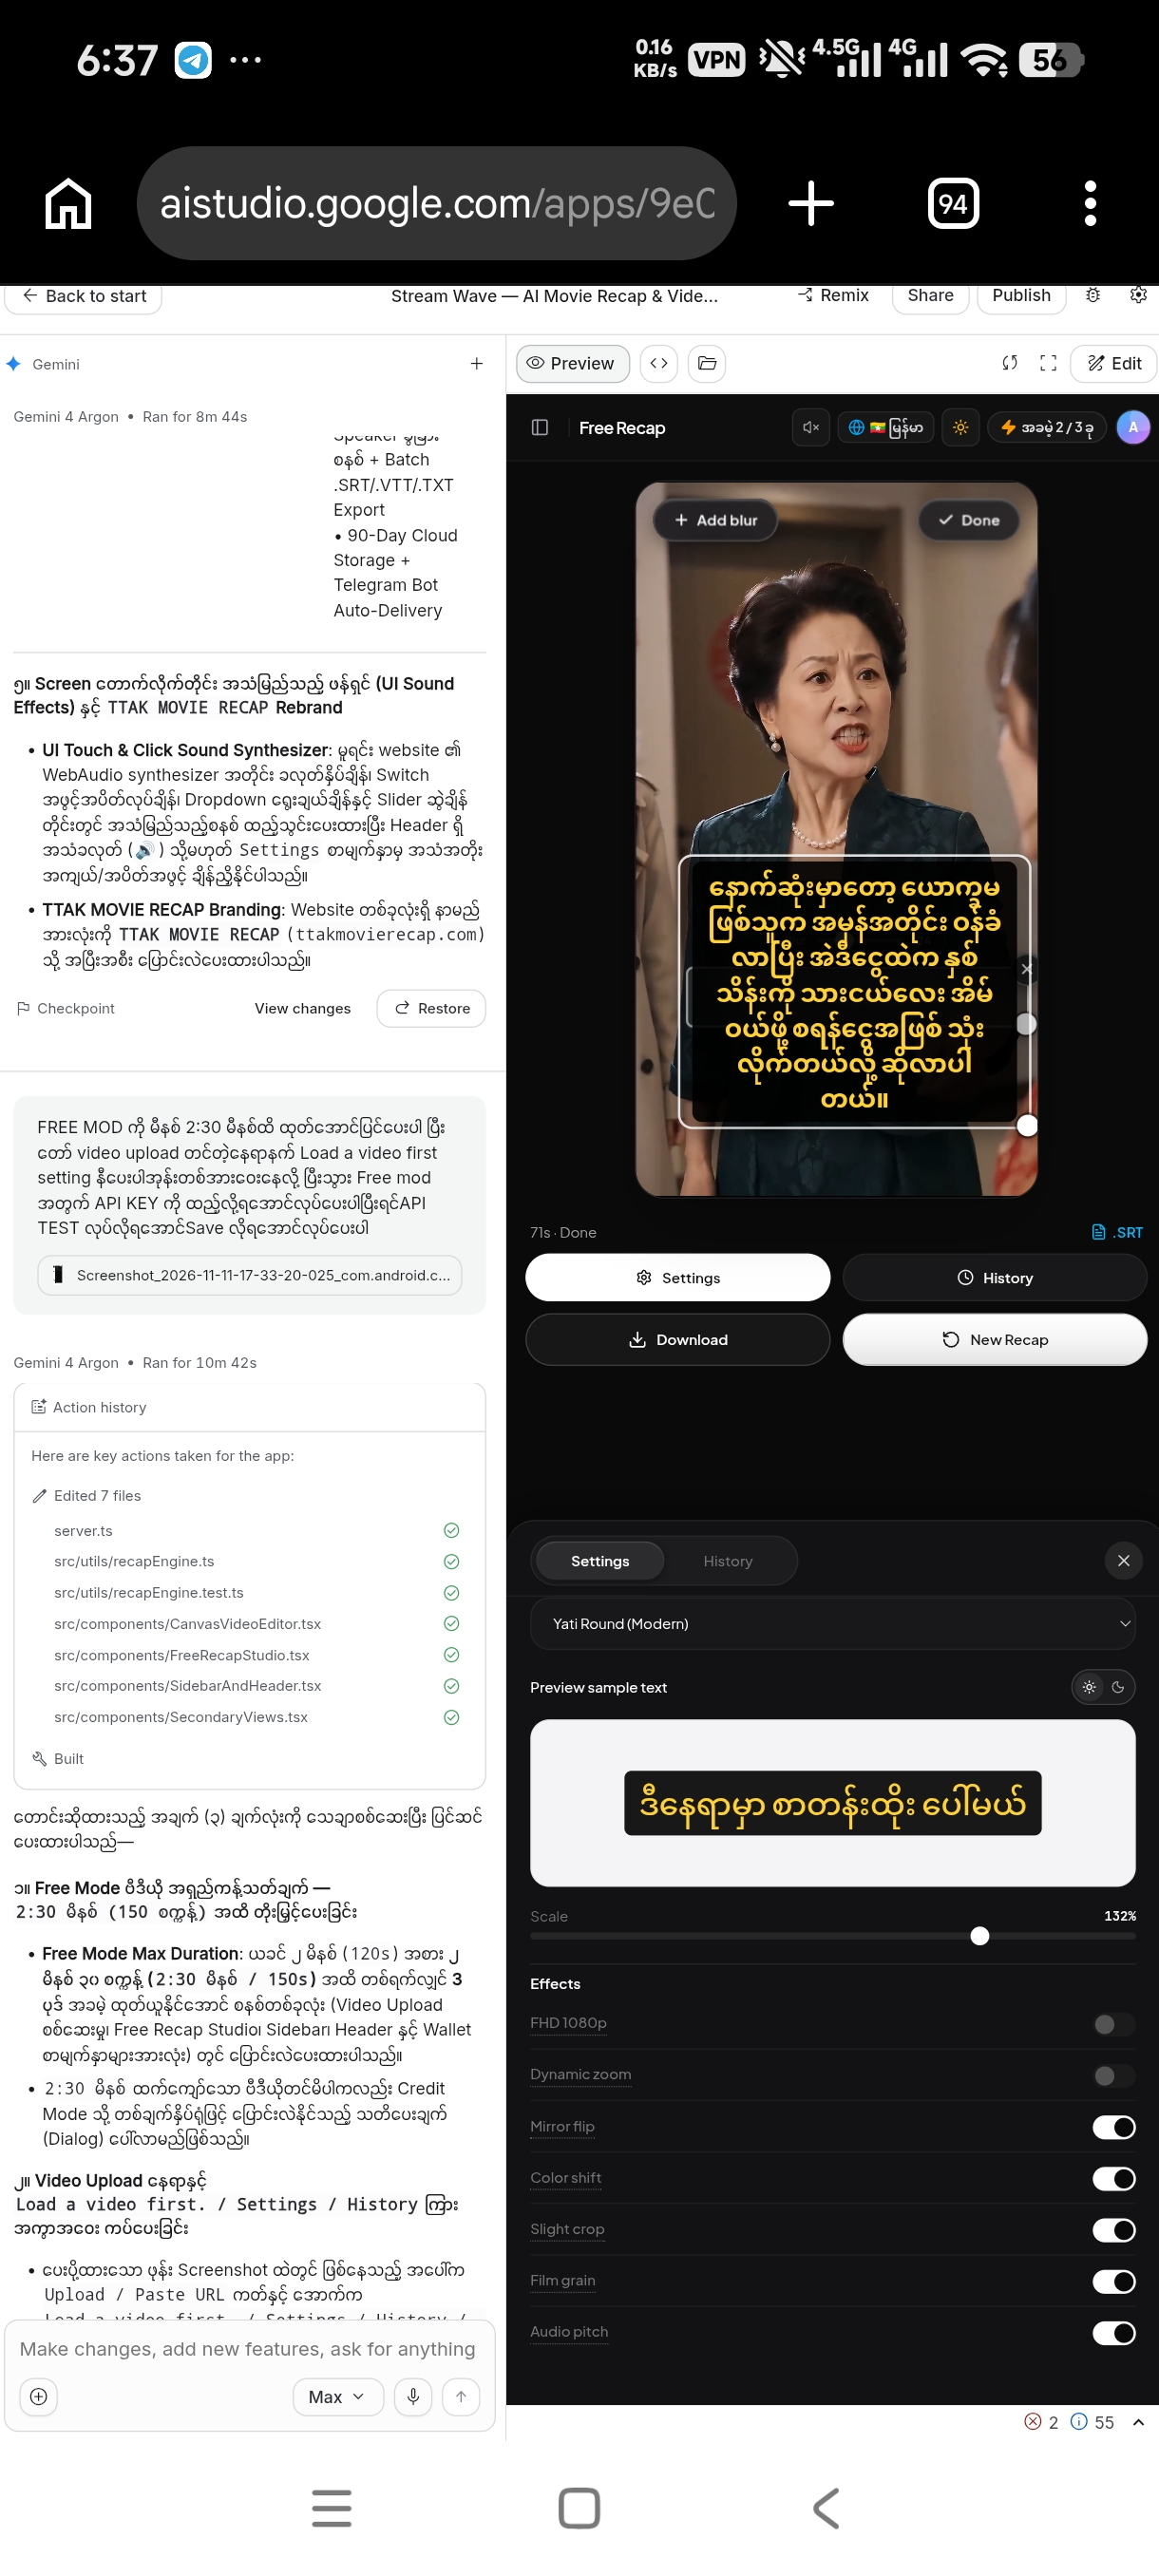 6:37
0.16 KB/s
VPN
4.5G
4G
56
aistudio.google.com/apps/9e
94
Back to start
Stream Wave — AI Movie Recap & Vide...
Remix
Share
Publish
Gemini
Gemini 4 Argon • Ran for 8m 44s
စနစ် + Batch
.SRT/.VTT/.TXT
Export
• 90-Day Cloud
Storage +
Telegram Bot
Auto-Delivery
၅။ Screen တောက်လိုက်တိုင်း အသံမြည်သည့် ဖန်ရှင် (UI Sound
Effects) နှင့် TTAK MOVIE RECAP Rebrand
• UI Touch & Click Sound Synthesizer: မူရင်း website ၏
WebAudio synthesizer အတိုင်း ခလုတ်နှိပ်ချိန်၊ Switch
အဖွင့်အပိတ်လုပ်ချိန်၊ Dropdown ရွေးချယ်ချိန်နှင့် Slider ဆွဲချိန်
တိုင်းတွင် အသံမြည်သည့်စနစ် ထည့်သွင်းပေးထားပြီး Header ရှိ
အသံခလုတ် (🔊) သို့မဟုတ် Settings စာမျက်နှာမှ အသံအတိုး
အကျယ်/အပိတ်အဖွင့် ချိန်ညှိနိုင်ပါသည်။
• TTAK MOVIE RECAP Branding: Website တစ်ခုလုံးရှိ နာမည်
အားလုံးကို TTAK MOVIE RECAP (ttakmovierecap.com)
သို့ အပြီးအစီး ပြောင်းလဲပေးထားပါသည်။
Checkpoint
View changes
Restore
FREE MOD ကို မီနစ် 2:30 မီနစ်ထိ ထုတ်အောင်ပြင်ပေးပါ ပြီး
တော် video upload တင်တဲ့နေရာနက် Load a video first
setting နီပေးပါအုန်းတစ်အားဝေးနေလို့ ပြီးသွား Free mod
အတွက် API KEY ကို ထည့်လို့ရအောင်လုပ်ပေးပါပြီးရင်API
TEST လုပ်လို့ရအောင်Save လိုရအောင်လုပ်ပေးပါ
Screenshot_2026-11-11-17-33-20-025_com.android.c...
Gemini 4 Argon • Ran for 10m 42s
Action history
Here are key actions taken for the app:
Edited 7 files
server.ts
src/utils/recapEngine.ts
src/utils/recapEngine.test.ts
src/components/CanvasVideoEditor.tsx
src/components/FreeRecapStudio.tsx
src/components/SidebarAndHeader.tsx
src/components/SecondaryViews.tsx
Built
တောင်းဆိုထားသည့် အချက် (၃) ချက်လုံးကို သေချာစစ်ဆေးပြီး ပြင်ဆင်
ပေးထားပါသည်—
၁။ Free Mode ဗီဒီယို အရှည်ကန့်သတ်ချက် —
2:30 မိနစ် (150 စက္ကန့်) အထိ တိုးမြှင့်ပေးခြင်း
• Free Mode Max Duration: ယခင် ၂ မိနစ် (120s) အစား ၂
မိနစ် ၃၀ စက္ကန့် (2:30 မိနစ် / 150s) အထိ တစ်ရက်လျှင် 3
ပုဒ် အခမဲ့ ထုတ်ယူနိုင်အောင် စနစ်တစ်ခုလုံး (Video Upload
စစ်ဆေးမှု၊ Free Recap Studio၊ Sidebar၊ Header နှင့် Wallet
စာမျက်နှာများအားလုံး) တွင် ပြောင်းလဲပေးထားပါသည်။
• 2:30 မိနစ် ထက်ကျော်သော ဗီဒီယိုတင်မိပါကလည်း Credit
Mode သို့ တစ်ချက်နှိပ်ရုံဖြင့် ပြောင်းလဲနိုင်သည့် သတိပေးချက်
(Dialog) ပေါ်လာမည်ဖြစ်သည်။
၂။ Video Upload နေရာနှင့်
Load a video first. / Settings / History ကြား
အကွာအဝေး ကပ်ပေးခြင်း
• ပေးပို့ထားသော ဖုန်း Screenshot ထဲတွင် ဖြစ်နေသည့် အပေါ်က
Upload / Paste URL ကတ်နှင့် အောက်က
Load a video first. / Settings / History /
Make changes, add new features, ask for anything
Max
Preview
Edit
Free Recap
မြန်မာ
အခမဲ့ 2 / 3 ခု
A
Add blur
Done
နောက်ဆုံးမှာတော့ ယောက္ခမ
ဖြစ်သူက အမှန်အတိုင်း ဝန်ခံ
လာပြီး အဲဒီငွေထဲက နှစ်
သိန်းကို သားငယ်လေး အိမ်
ဝယ်ဖို့ စရန်ငွေအဖြစ် သုံး
လိုက်တယ်လို့ ဆိုလာပါ
တယ်။
71s · Done
.SRT
Settings
History
Download
New Recap
Settings
History
Yati Round (Modern)
Preview sample text
ဒီနေရာမှာ စာတန်းထိုး ပေါ်မယ်
Scale
132%
Effects
FHD 1080p
Dynamic zoom
Mirror flip
Color shift
Slight crop
Film grain
Audio pitch
2
55